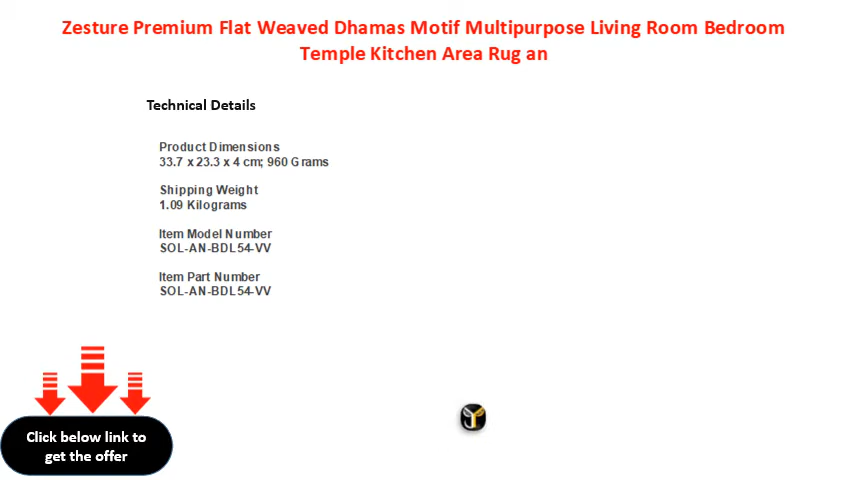 Zesture Premium Flat Weaved Dhamas Motif Multipurpose Living Room Bedroom
Temple Kitchen Area Rug an
Technical Details
Product Dimensions
33.7 x 23.3 x 4 cm; 960 Grams
Shipping Weight
1.09 Kilograms
Item Model Number
SOL-AN-BDL54-VV
Item Part Number
SOL-AN-BDL54-VV
Click below link to
get the offer